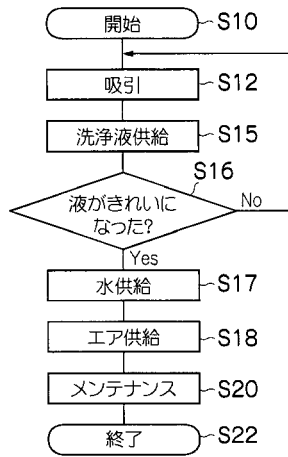 開始 S10
吸引 S12
洗浄液供給 S15
S16
液がきれいに
なった? No
Yes
水供給 S17
エア供給 S18
メンテナンス S20
終了 S22